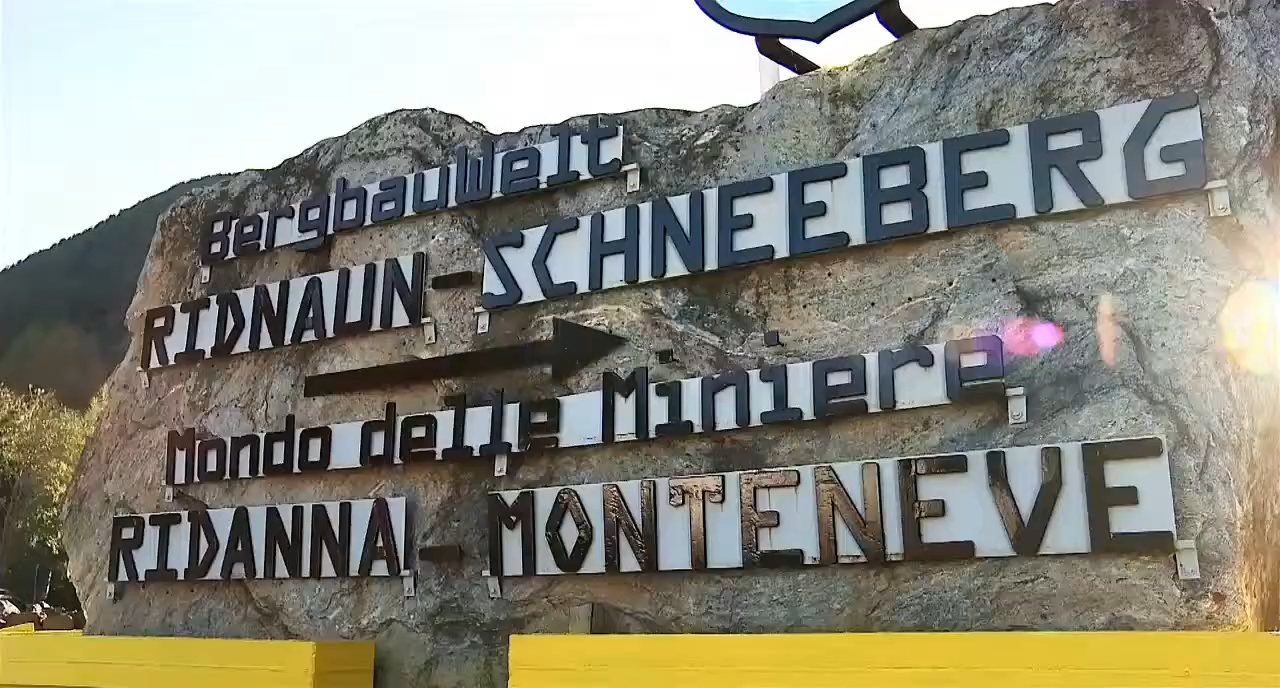 BergbauWelt
RIDNAUN-SCHNEEBERG
Mondo delle Miniere
RIDANNA-MONTENEVE